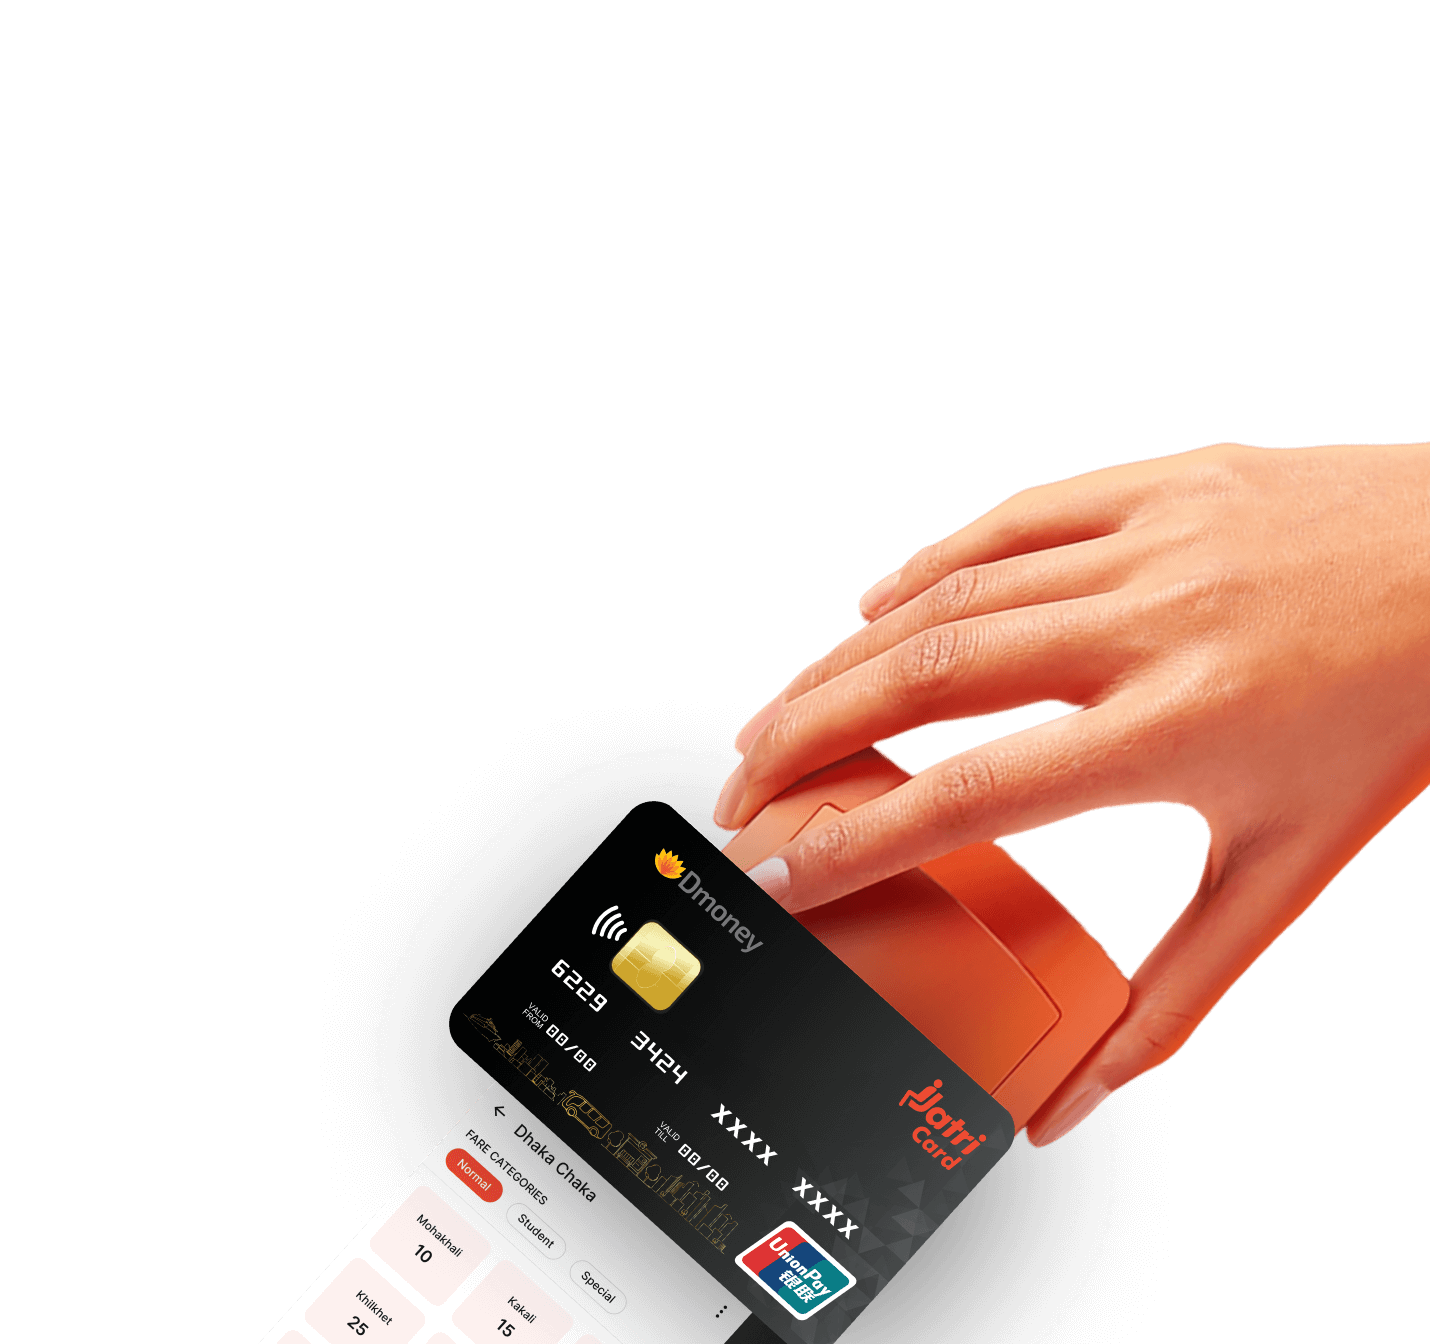 Dmoney
6229 3424 XXXX XXXX
VALID
FROM
00/00
VALID
TILL
00/00
Jatri
Card
UnionPay
银联
Dhaka Chaka
FARE CATEGORIES
Normal
Student
Special
Mohakhali
10
Kakali
15
Khilkhet
25